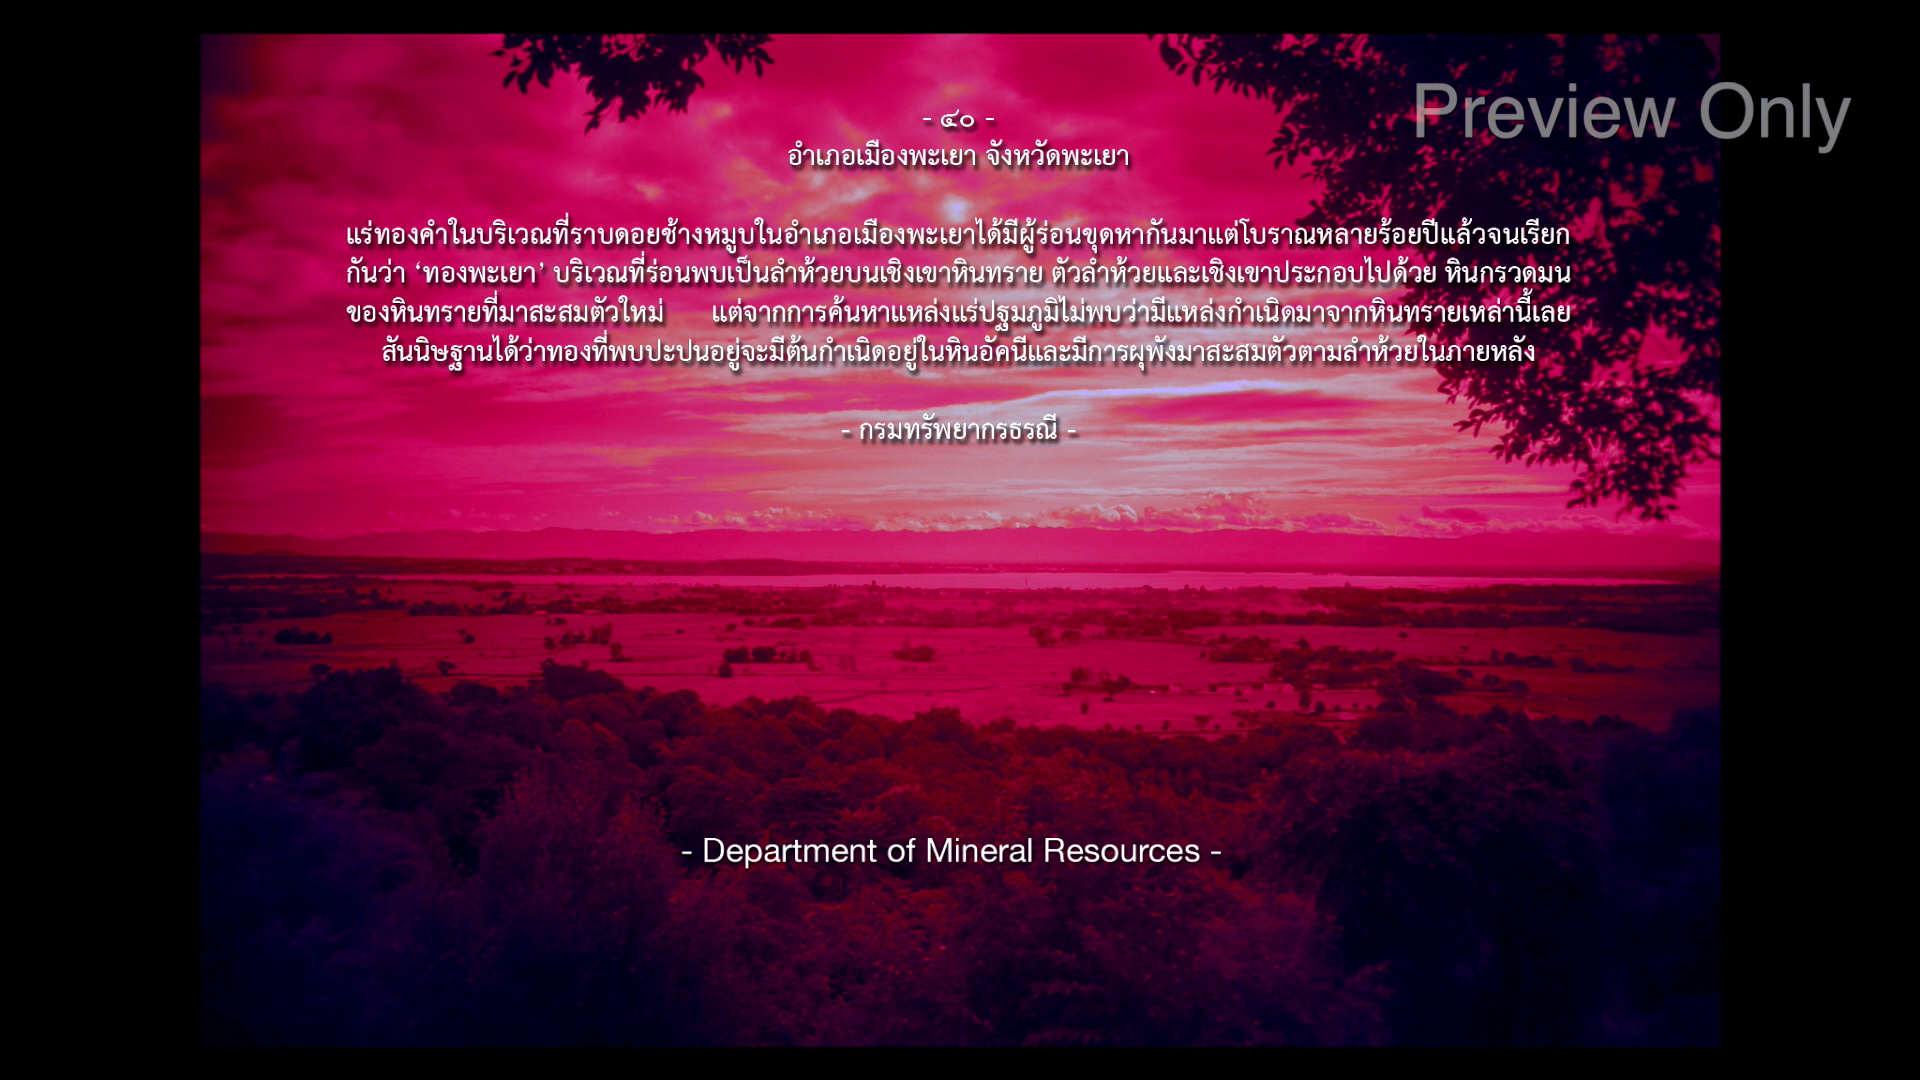 Preview Only
- ๔๐ -
อำเภอเมืองพะเยา จังหวัดพะเยา
แร่ทองคำในบริเวณที่ราบดอยช้างหมูบในอำเภอเมืองพะเยาได้มีผู้ร่อนขุดหากันมาแต่โบราณหลายร้อยปีแล้วจนเรียก
กันว่า ‘ทองพะเยา’ บริเวณที่ร่อนพบเป็นลำห้วยบนเชิงเขาหินทราย ตัวลำห้วยและเชิงเขาประกอบไปด้วย หินกรวดมน
ของหินทรายที่มาสะสมตัวใหม่ แต่จากการค้นหาแหล่งแร่ปฐมภูมิไม่พบว่ามีแหล่งกำเนิดมาจากหินทรายเหล่านี้เลย
สันนิษฐานได้ว่าทองที่พบปะปนอยู่จะมีต้นกำเนิดอยู่ในหินอัคนีและมีการผุพังมาสะสมตัวตามลำห้วยในภายหลัง
- กรมทรัพยากรธรณี -
- Department of Mineral Resources -